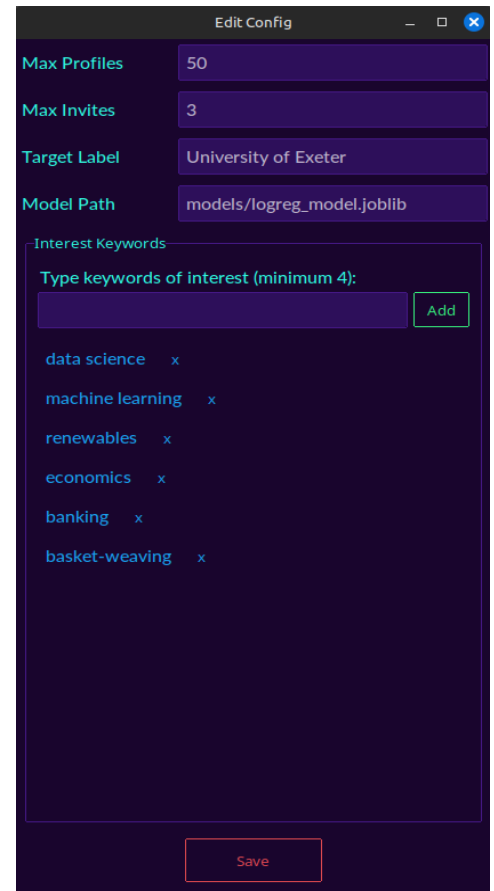 Edit Config
Max Profiles 50
Max Invites 3
Target Label University of Exeter
Model Path models/logreg_model.joblib
Interest Keywords
Type keywords of interest (minimum 4):
Add
data science x
machine learning x
renewables x
economics x
banking x
basket-weaving x
Save